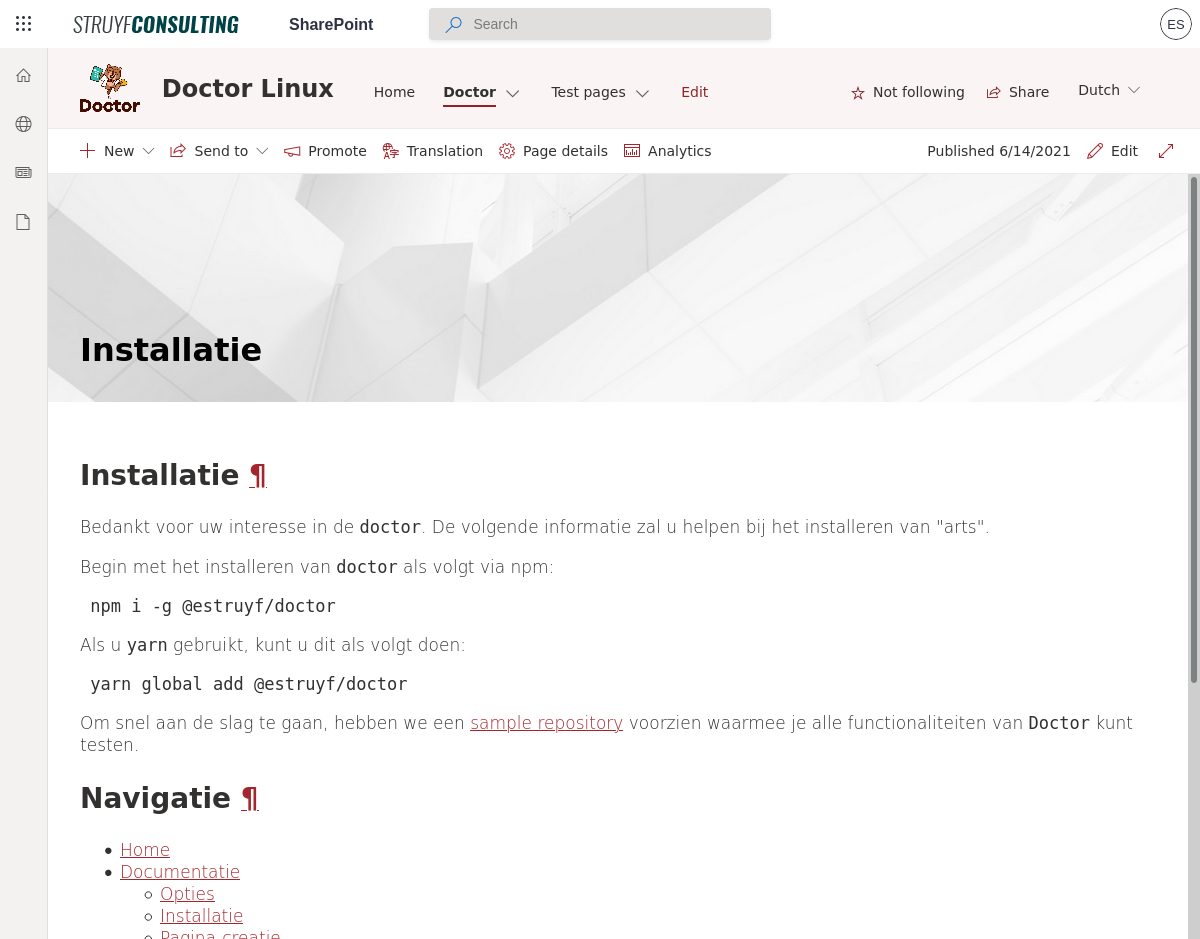 STRUYFCONSULTING SharePoint Search ES
Doctor
Doctor Linux Home Doctor Test pages Edit Not following Share Dutch
New Send to Promote Translation Page details Analytics Published 6/14/2021 Edit
Installatie
Installatie ¶
Bedankt voor uw interesse in de doctor. De volgende informatie zal u helpen bij het installeren van "arts".
Begin met het installeren van doctor als volgt via npm:
npm i -g @estruyf/doctor
Als u yarn gebruikt, kunt u dit als volgt doen:
yarn global add @estruyf/doctor
Om snel aan de slag te gaan, hebben we een sample repository voorzien waarmee je alle functionaliteiten van Doctor kunt
testen.
Navigatie ¶
Home
Documentatie
Opties
Installatie
Pagina creatie